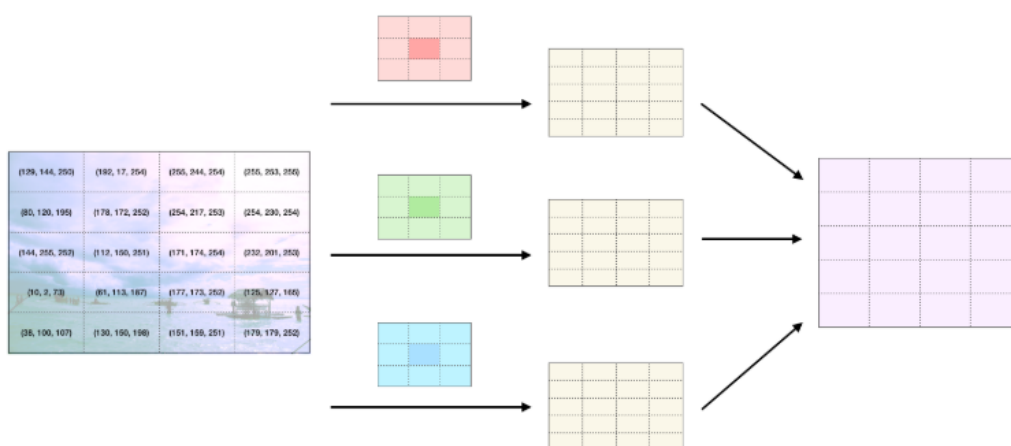 (129, 144, 250) (192, 17, 254) (255, 244, 254) (255, 253, 255)
(80, 120, 195) (178, 172, 252) (254, 217, 253) (254, 230, 254)
(144, 255, 252) (112, 150, 251) (171, 174, 254) (232, 201, 253)
(10, 2, 73) (61, 113, 187) (177, 173, 252) (125, 127, 165)
(38, 100, 107) (130, 150, 198) (151, 159, 251) (179, 179, 252)